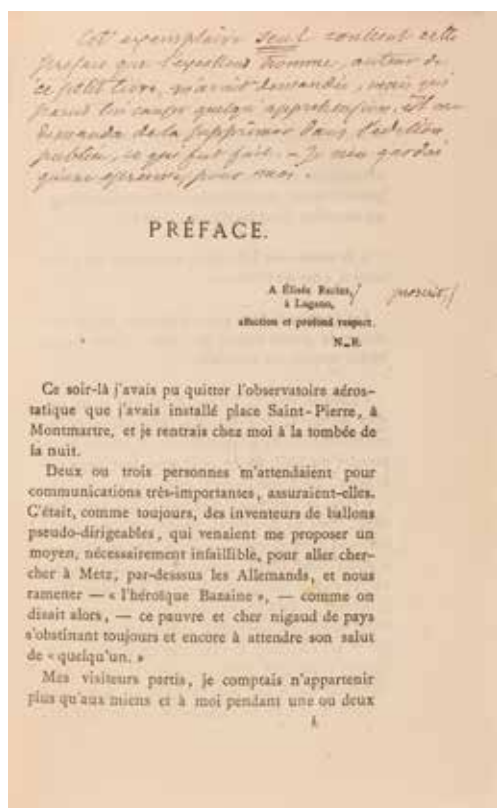 Cet exemplaire seul contient cette
préface que l'excellent homme, auteur de
ce petit livre, m'avait demandée, mais qui
parut lui causer quelqu'appréhension. Il me
demanda de la supprimer dans l'édition
publiée, ce qui fut fait. – Je n'en gardai
qu'une épreuve, pour moi.
PRÉFACE.
A Élisée Reclus,/ proscrit,/
à Lugano,
affection et profond respect.
N..R.
Ce soir-là j'avais pu quitter l'observatoire aéros-
tatique que j'avais installé place Saint-Pierre, à
Montmartre, et je rentrais chez moi à la tombée de
la nuit.
Deux ou trois personnes m'attendaient pour
communications très-importantes, assuraient-elles.
C'était, comme toujours, des inventeurs de ballons
pseudo-dirigeables, qui venaient me proposer un
moyen, nécessairement infaillible, pour aller cher-
cher à Metz, par-desssus les Allemands, et nous
ramener — « l'héroïque Bazaine », — comme on
disait alors, — ce pauvre et cher nigaud de pays
s'obstinant toujours et encore à attendre son salut
de « quelqu'un. »
Mes visiteurs partis, je comptais n'appartenir
plus qu'aux miens et à moi pendant une ou deux